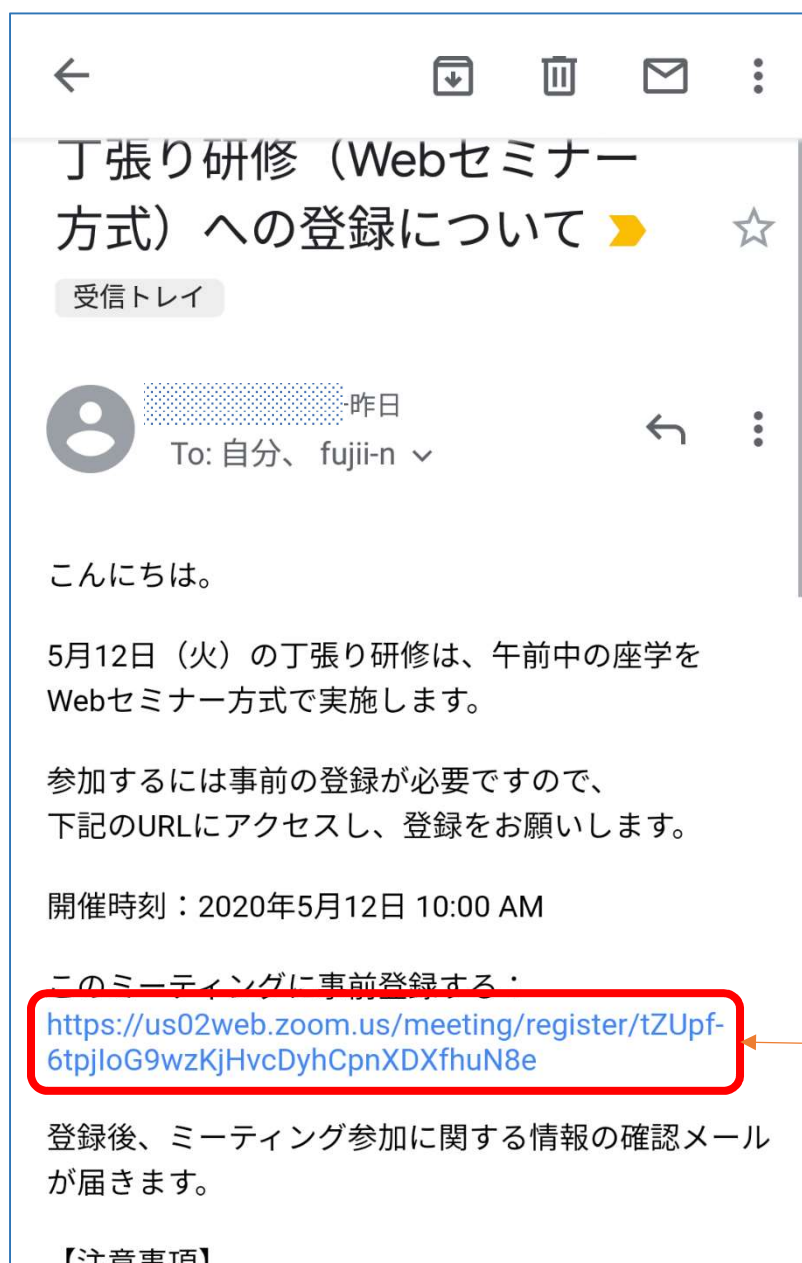 丁張り研修（Webセミナー
方式）への登録について
受信トレイ
-昨日
To: 自分、 fujii-n
こんにちは。
5月12日（火）の丁張り研修は、午前中の座学を
Webセミナー方式で実施します。
参加するには事前の登録が必要ですので、
下記のURLにアクセスし、登録をお願いします。
開催時刻：2020年5月12日 10:00 AM
このミーティングに事前登録する：
https://us02web.zoom.us/meeting/register/tZUpf-
6tpjIoG9wzKjHvcDyhCpnXDXfhuN8e
登録後、ミーティング参加に関する情報の確認メール
が届きます。
【注意事項】